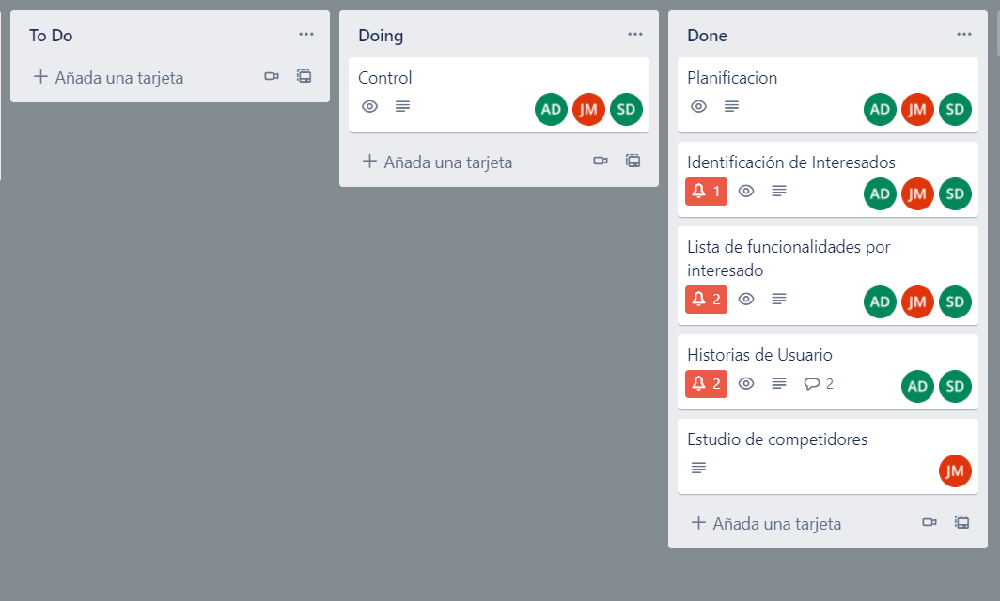 To Do
Añada una tarjeta
Doing
Control
AD JM SD
Añada una tarjeta
Done
Planificacion
AD JM SD
Identificación de Interesados
1 AD JM SD
Lista de funcionalidades por
interesado
2 AD JM SD
Historias de Usuario
2 2 AD SD
Estudio de competidores
JM
Añada una tarjeta